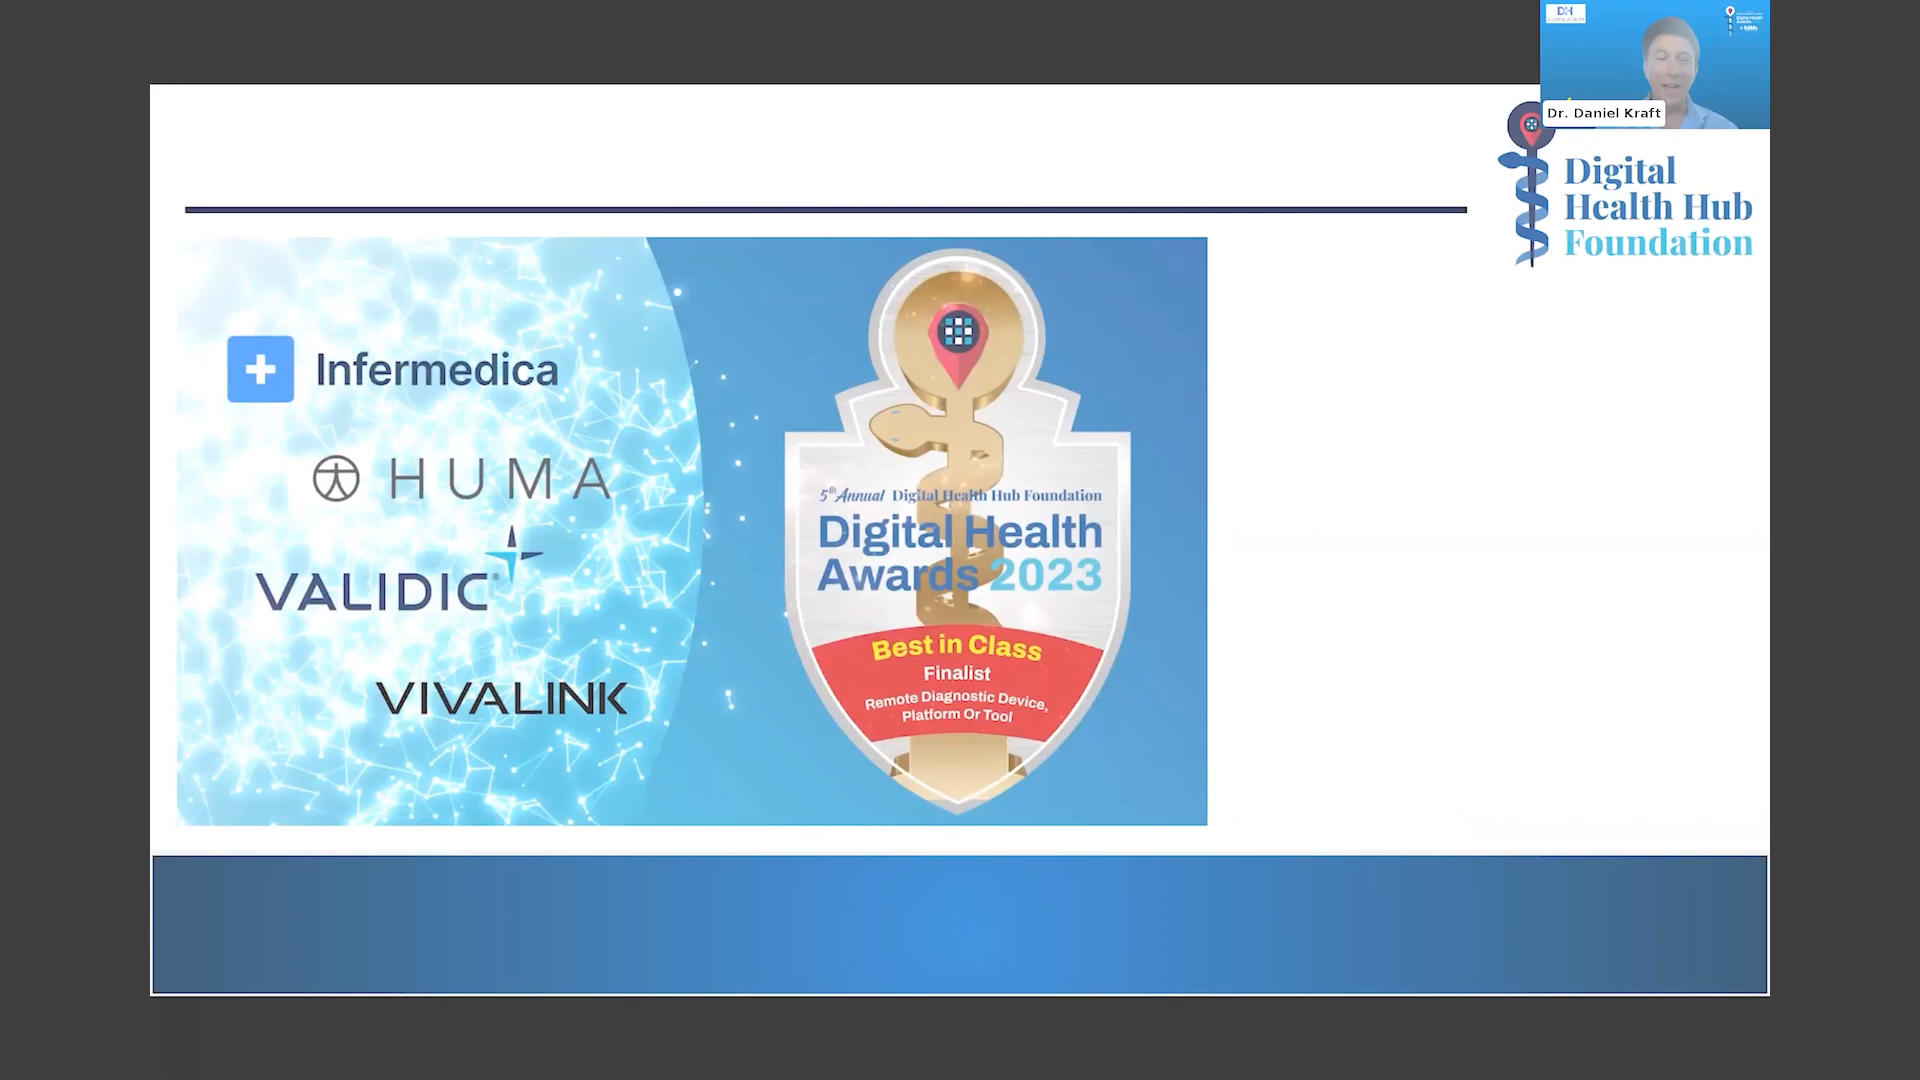 DH
Dr. Daniel Kraft
Digital
Health Hub
Foundation
Infermedica
HUMA
VALIDIC®
VIVALINK
5th Annual Digital Health Hub Foundation
Digital Health
Awards 2023
Best in Class
Finalist
Remote Diagnostic Device,
Platform Or Tool